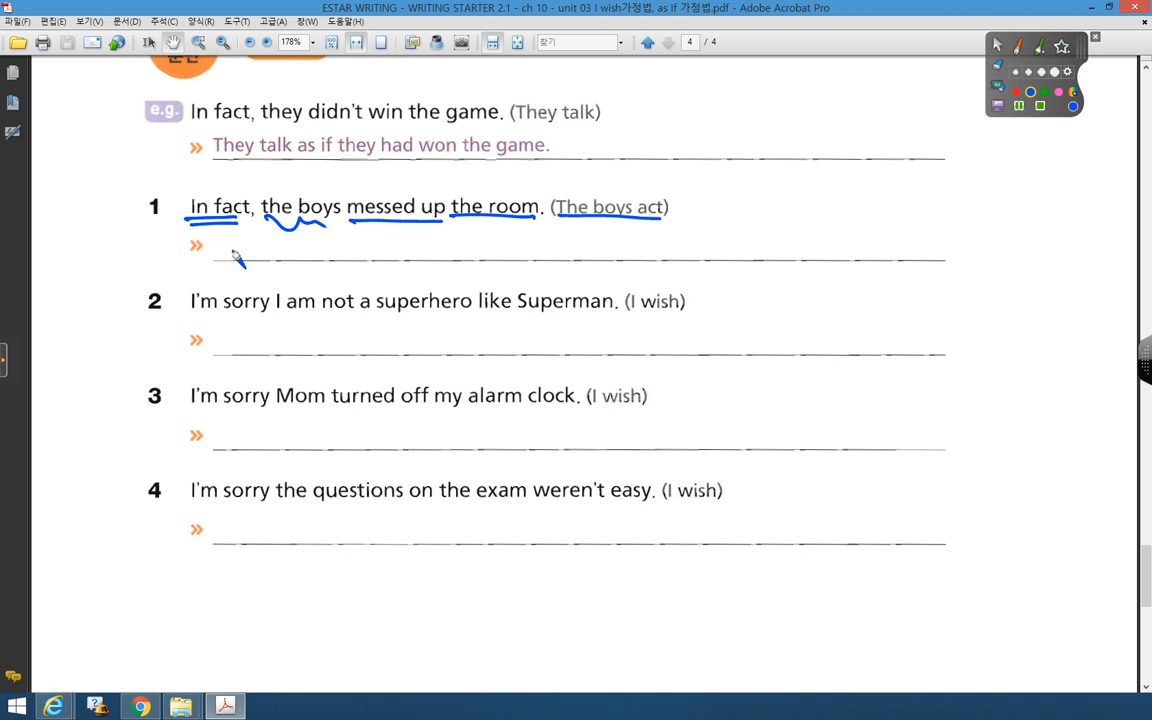 ESTAR WRITING - WRITING STARTER 2.1 - ch 10 - unit 03 I wish가정법, as if 가정법.pdf - Adobe Acrobat Pro
파일(F) 편집(E) 보기(V) 문서(D) 주석(C) 양식(R) 도구(T) 고급(A) 창(W) 도움말(H)
178% 찾기 4 / 4
e.g. In fact, they didn't win the game. (They talk)
» They talk as if they had won the game.
1 In fact, the boys messed up the room. (The boys act)
»
2 I'm sorry I am not a superhero like Superman. (I wish)
»
3 I'm sorry Mom turned off my alarm clock. (I wish)
»
4 I'm sorry the questions on the exam weren't easy. (I wish)
»